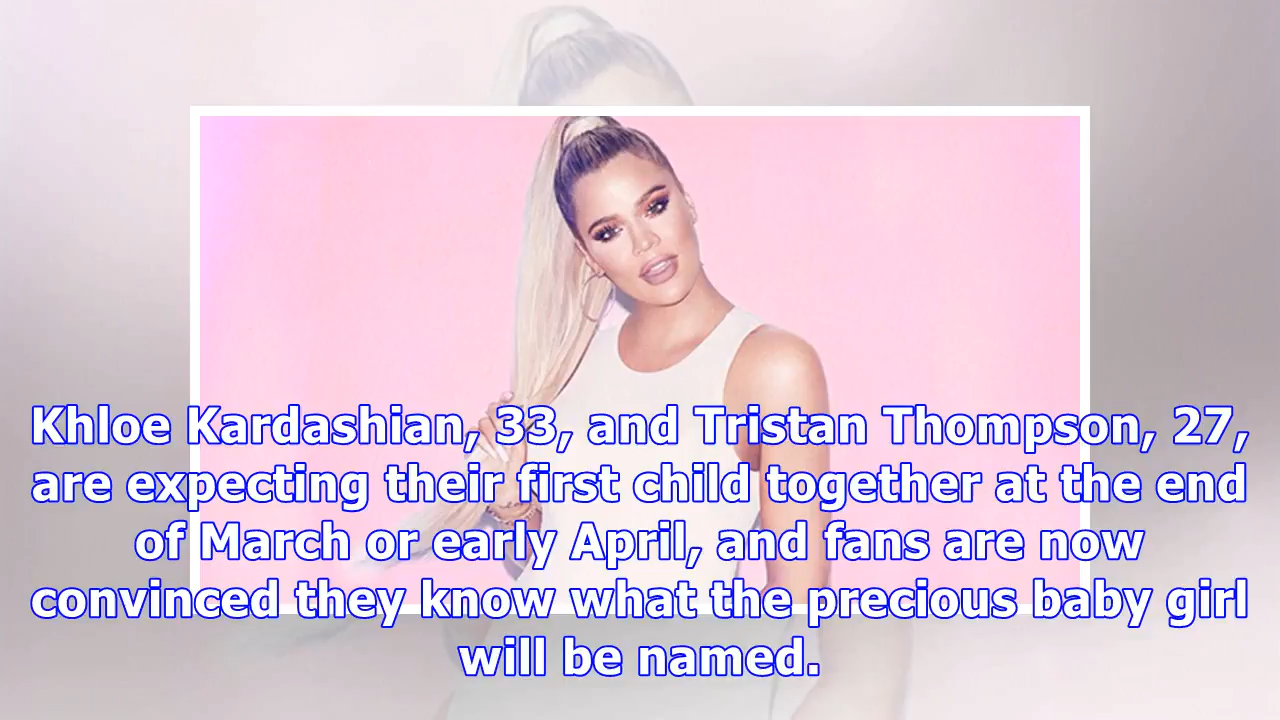 Khloe Kardashian, 33, and Tristan Thompson, 27,
are expecting their first child together at the end
of March or early April, and fans are now
convinced they know what the precious baby girl
will be named.